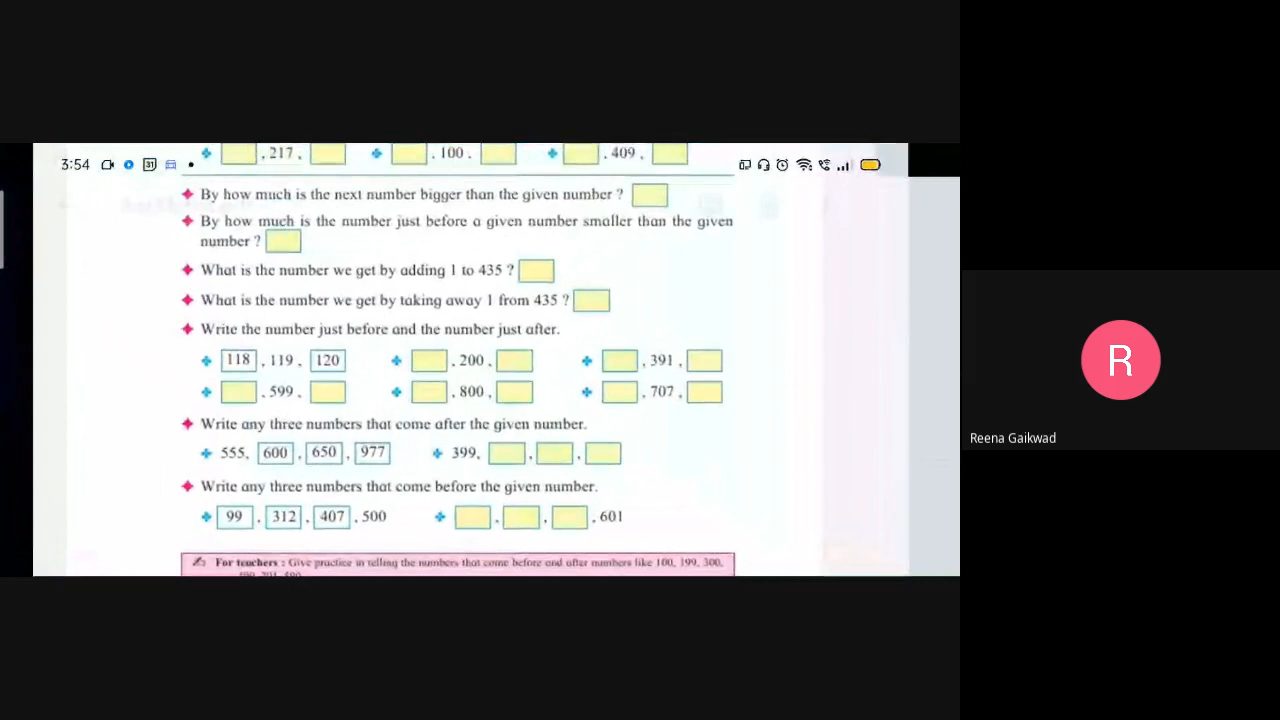 , 217 , , 100 , , 409 ,
3:54 31
✦ By how much is the next number bigger than the given number ?
✦ By how much is the number just before a given number smaller than the given
number ?
✦ What is the number we get by adding 1 to 435 ?
✦ What is the number we get by taking away 1 from 435 ?
✦ Write the number just before and the number just after.
118 , 119 , 120 , 200 , , 391 ,
, 599 , , 800 , , 707 ,
✦ Write any three numbers that come after the given number.
555, 600 , 650 , 977 399, , ,
✦ Write any three numbers that come before the given number.
99 , 312 , 407 , 500 , , , 601
For teachers : Give practice in telling the numbers that come before and after numbers like 100, 199, 300,
R
Reena Gaikwad